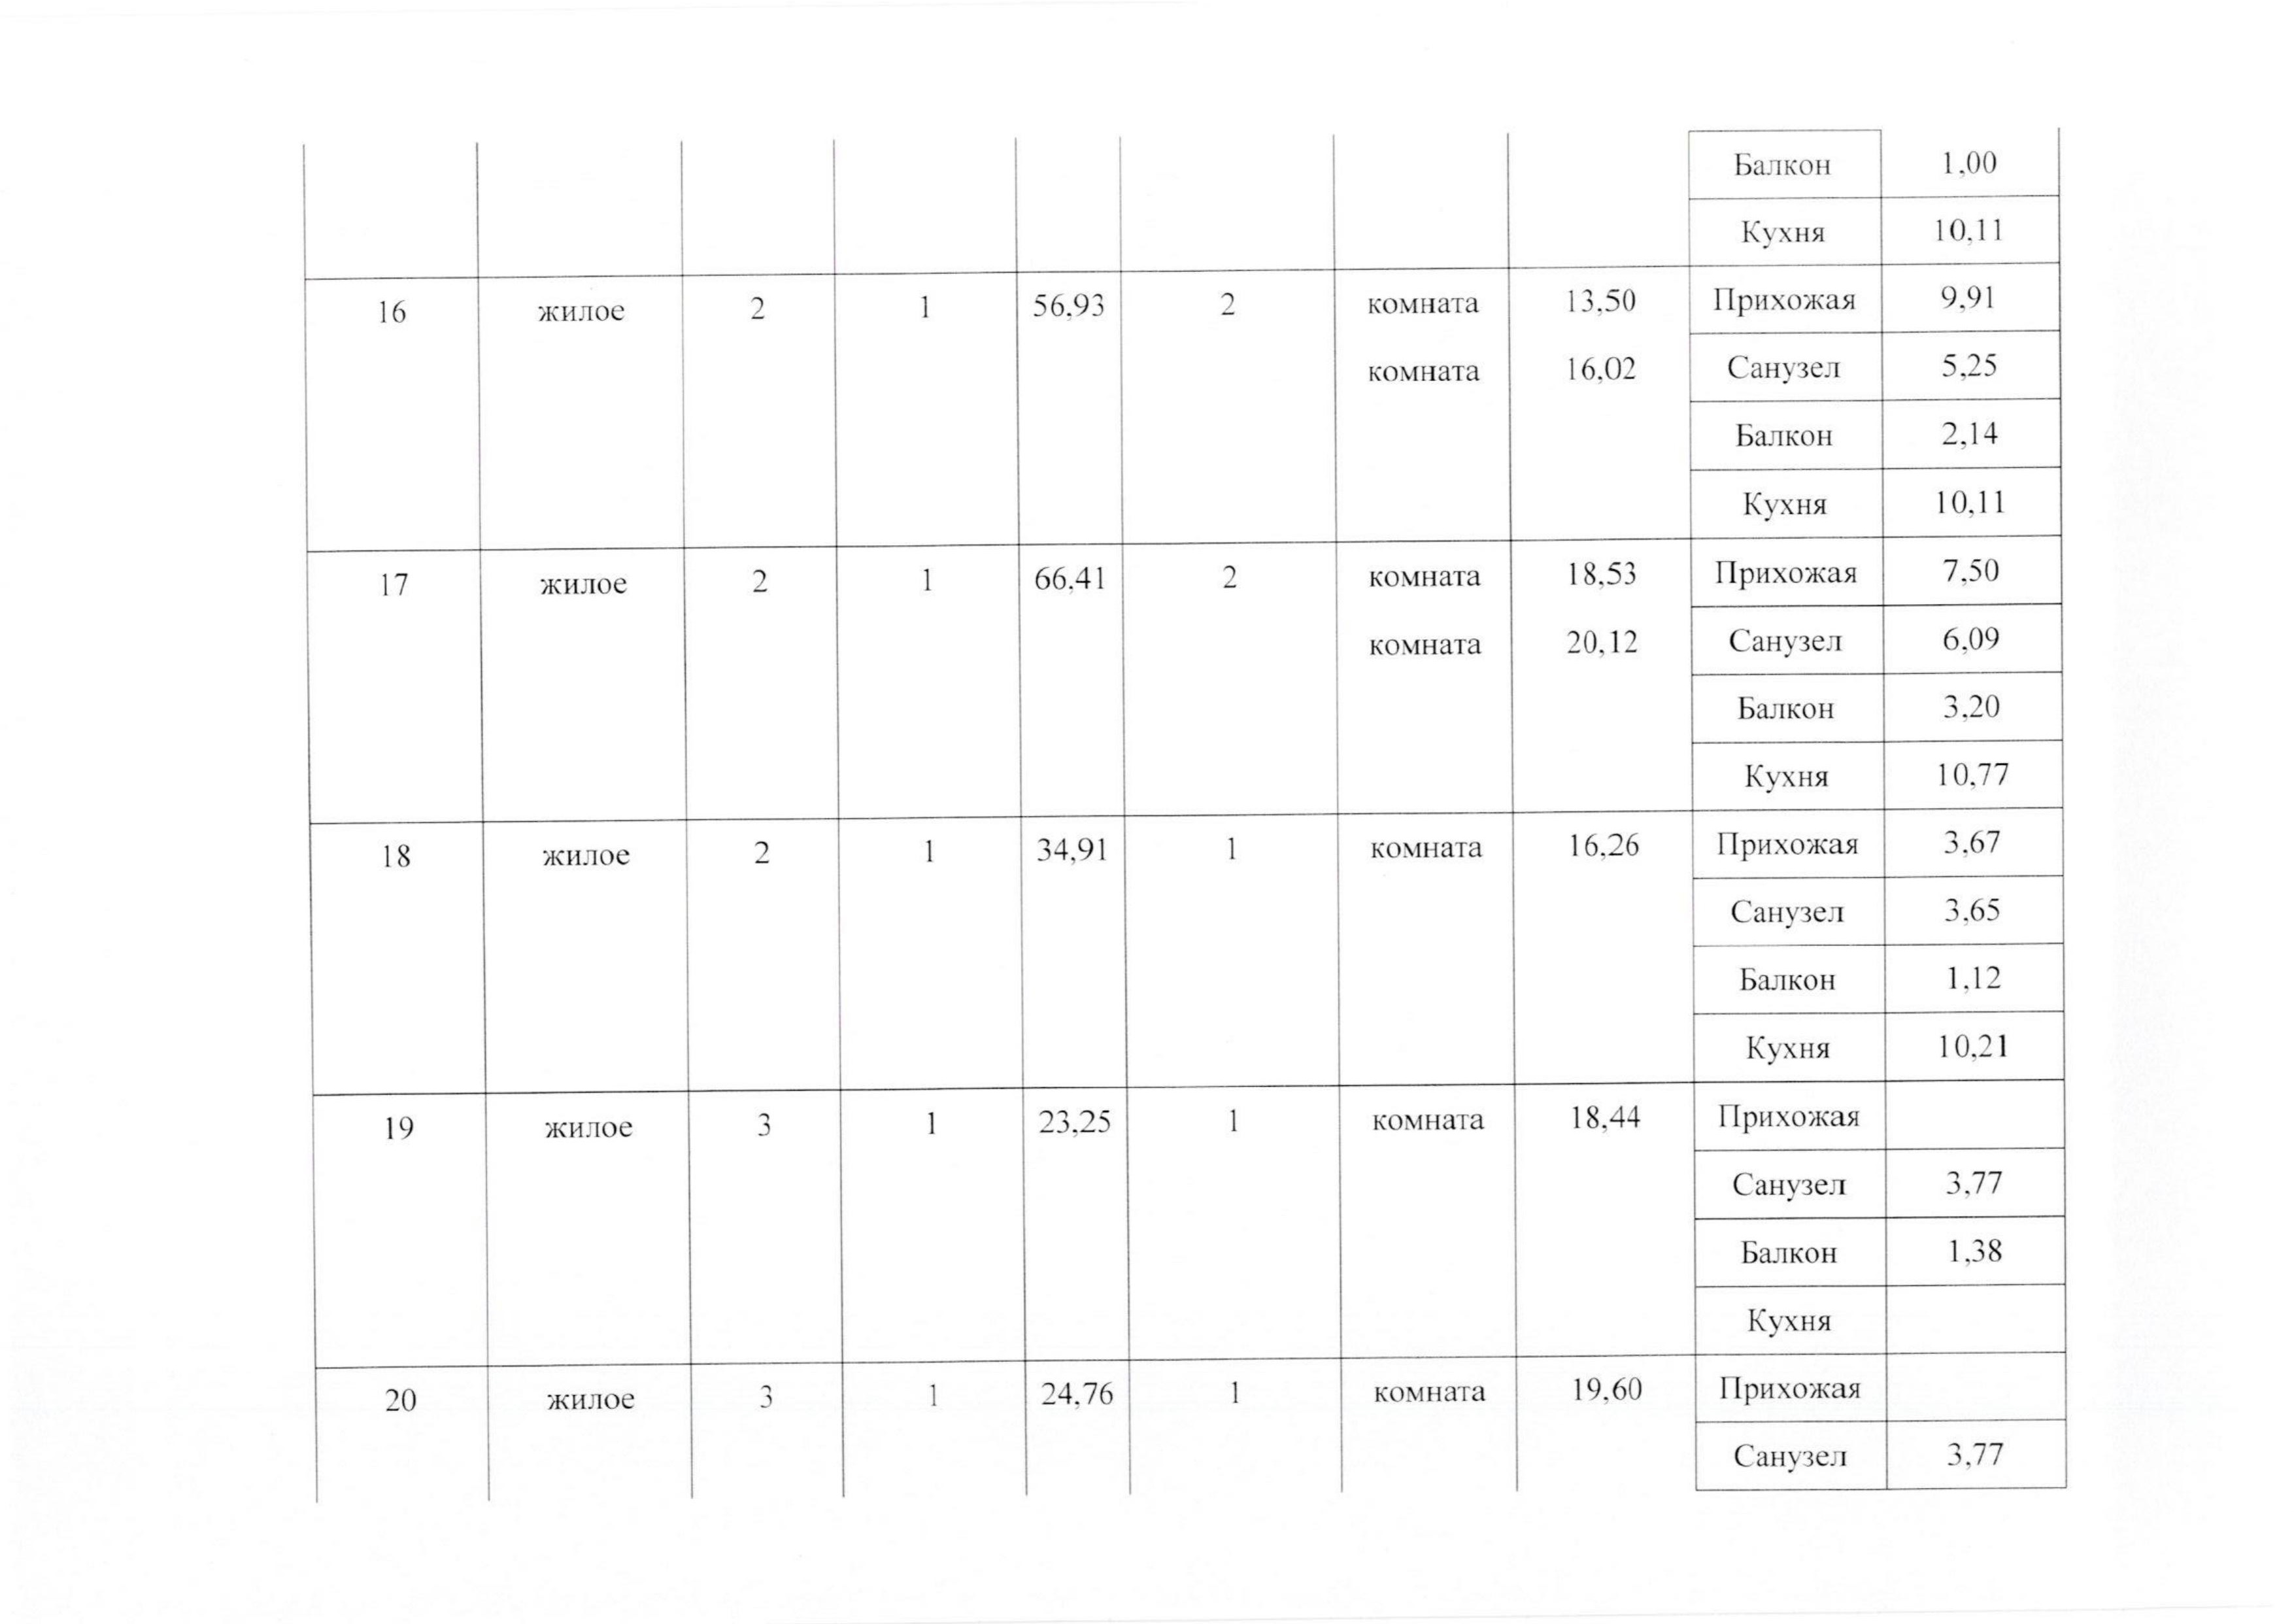 Балкон 1,00
Кухня 10,11
16 жилое 2 1 56,93 2 комната 13,50 Прихожая 9,91
комната 16,02 Санузел 5,25
Балкон 2,14
Кухня 10,11
17 жилое 2 1 66,41 2 комната 18,53 Прихожая 7,50
комната 20,12 Санузел 6,09
Балкон 3,20
Кухня 10,77
18 жилое 2 1 34,91 1 комната 16,26 Прихожая 3,67
Санузел 3,65
Балкон 1,12
Кухня 10,21
19 жилое 3 1 23,25 1 комната 18,44 Прихожая
Санузел 3,77
Балкон 1,38
Кухня
20 жилое 3 1 24,76 1 комната 19,60 Прихожая
Санузел 3,77